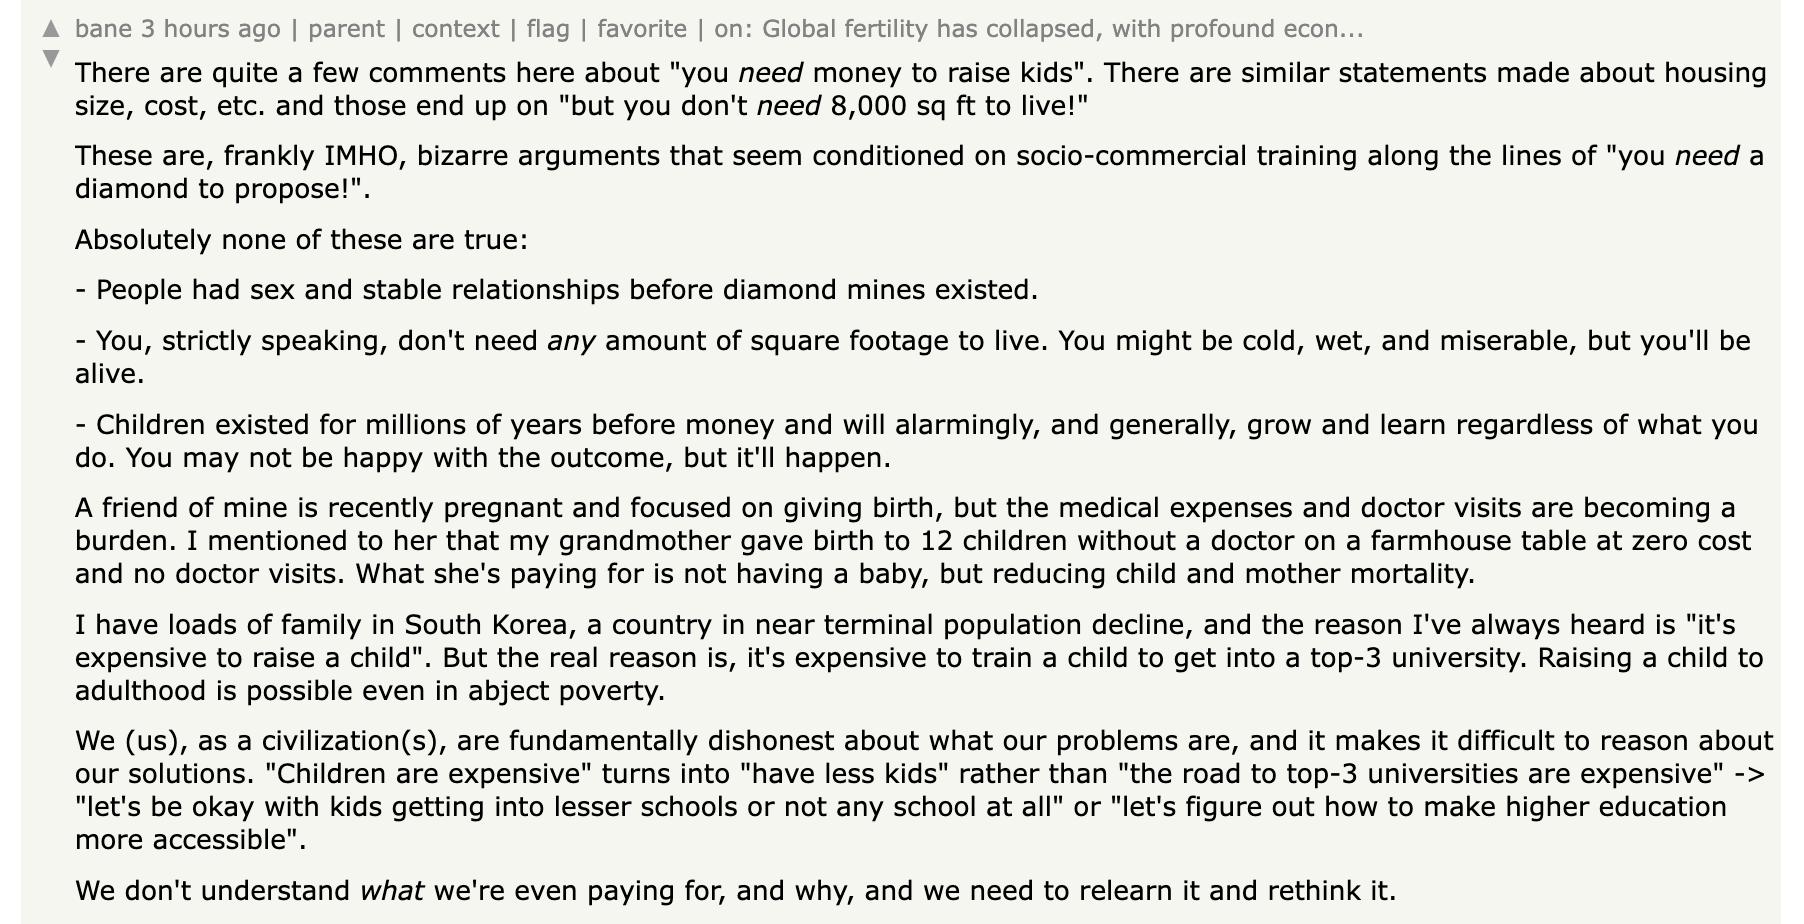 ▲ bane 3 hours ago | parent | context | flag | favorite | on: Global fertility has collapsed, with profound econ...
▼
There are quite a few comments here about "you need money to raise kids". There are similar statements made about housing
size, cost, etc. and those end up on "but you don't need 8,000 sq ft to live!"
These are, frankly IMHO, bizarre arguments that seem conditioned on socio-commercial training along the lines of "you need a
diamond to propose!".
Absolutely none of these are true:
- People had sex and stable relationships before diamond mines existed.
- You, strictly speaking, don't need any amount of square footage to live. You might be cold, wet, and miserable, but you'll be
alive.
- Children existed for millions of years before money and will alarmingly, and generally, grow and learn regardless of what you
do. You may not be happy with the outcome, but it'll happen.
A friend of mine is recently pregnant and focused on giving birth, but the medical expenses and doctor visits are becoming a
burden. I mentioned to her that my grandmother gave birth to 12 children without a doctor on a farmhouse table at zero cost
and no doctor visits. What she's paying for is not having a baby, but reducing child and mother mortality.
I have loads of family in South Korea, a country in near terminal population decline, and the reason I've always heard is "it's
expensive to raise a child". But the real reason is, it's expensive to train a child to get into a top-3 university. Raising a child to
adulthood is possible even in abject poverty.
We (us), as a civilization(s), are fundamentally dishonest about what our problems are, and it makes it difficult to reason about
our solutions. "Children are expensive" turns into "have less kids" rather than "the road to top-3 universities are expensive" ->
"let's be okay with kids getting into lesser schools or not any school at all" or "let's figure out how to make higher education
more accessible".
We don't understand what we're even paying for, and why, and we need to relearn it and rethink it.